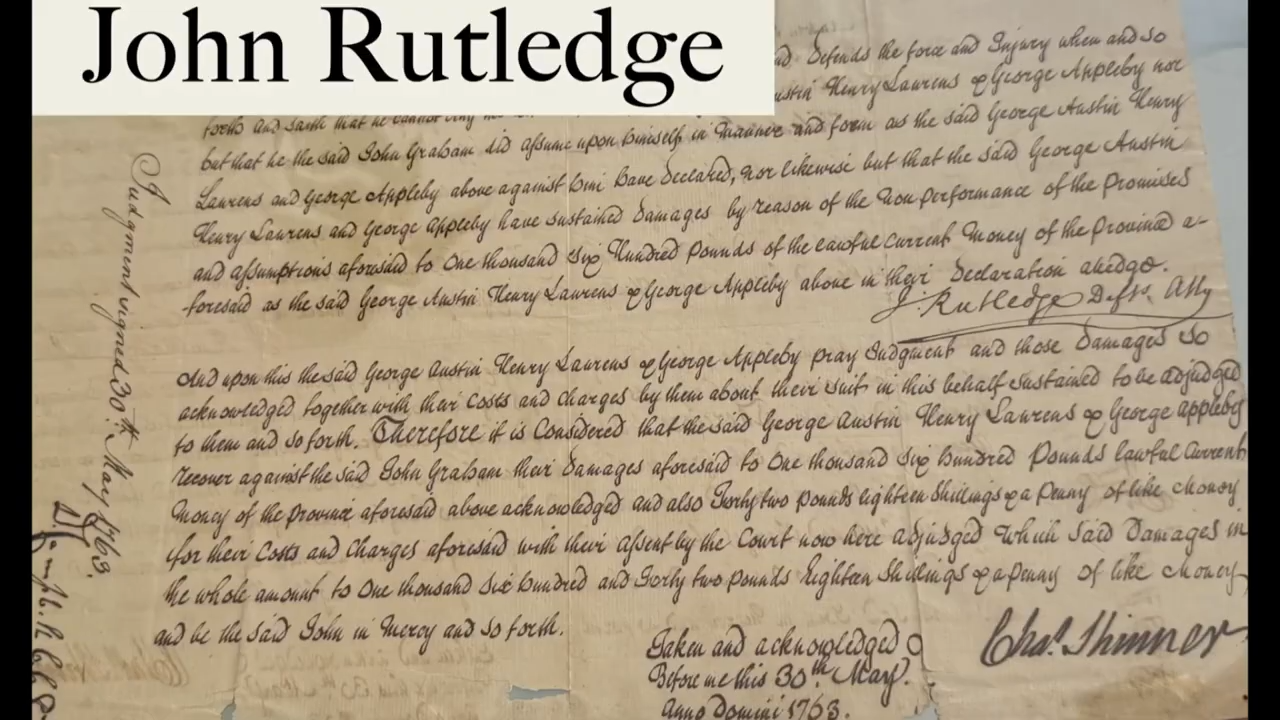 John Rutledge
nd Defends the force and Injury when and so
ustin Henry Laurens & George Appleby nor
forth and saith that he cannot
but that he the said John Graham did assume upon himself in manner and form as the said George Austin Henry
Laurens and George Appleby above against him have declared, nor likewise but that the said George Austin
Henry Laurens and George Appleby have sustained Damages by reason of the Non performance of the Promises
and assumptions aforesaid to One thousand six Hundred pounds of the lawful Current Money of the Province a-
foresaid as the said George Austin Henry Laurens & George Appleby above in their Declaration alledge.
J. Rutledge Defts. Atty
And upon this the said George Austin Henry Laurens & George Appleby pray Judgment and those Damages so
acknowledged together with their Costs and charges by them about their suit in this behalf sustained to be adjudged
to them and so forth. Therefore it is Considered that the said George Austin Henry Laurens & George appleby
recover against the said John Graham their Damages aforesaid to One thousand six hundred Pounds lawful Current
Money of the Province aforesaid above acknowledged and also Forty two pounds eighteen Shillings & a Penny of like Money
for their Costs and Charges aforesaid with their assent by the Court now here adjudged which said Damages in
the whole amount to One thousand six hundred and Forty two pounds Eighteen Shillings & a penny of like Money
and be the said John in Mercy and so forth.
Taken and acknowledged
Before me this 30th. May.
Anno Domini 1763.
Chas. Skinner
Judgment signed 30th. May 1763.